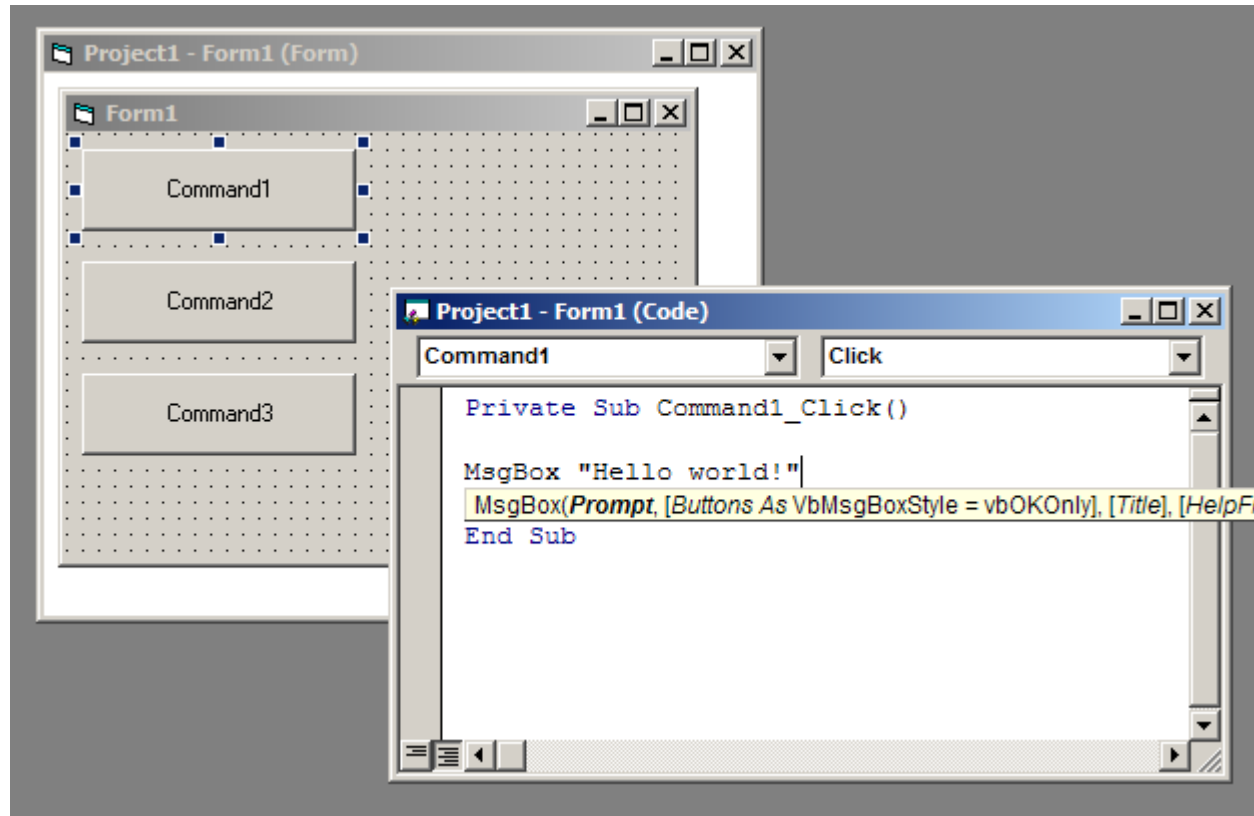 Project1 - Form1 (Form)
Form1
Command1
Command2
Command3
Project1 - Form1 (Code)
Command1 Click
Private Sub Command1_Click()
MsgBox "Hello world!"
MsgBox(Prompt, [Buttons As VbMsgBoxStyle = vbOKOnly], [Title], [HelpFi
End Sub